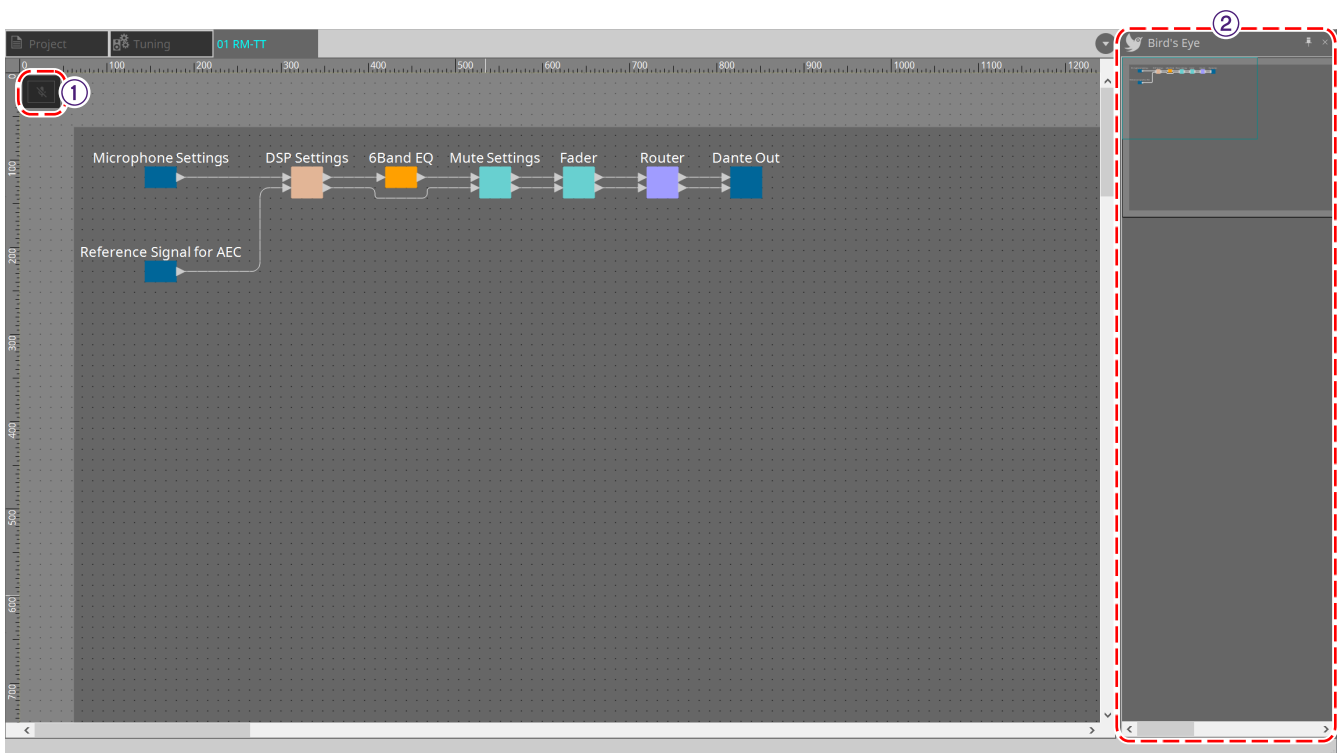 ②
Project Tuning 01 RM-TT Bird's Eye ×
0 100 200 300 400 500 600 700 800 900 1000 1100 1200
①
0
100
200
300
400
500
600
700
Microphone Settings DSP Settings 6Band EQ Mute Settings Fader Router Dante Out
Reference Signal for AEC